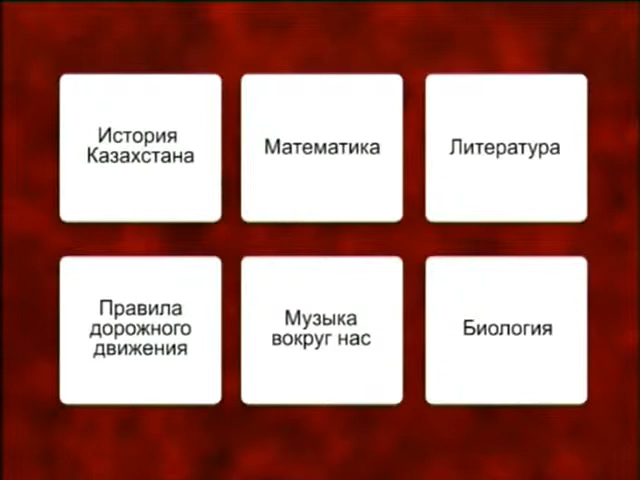 История
Казахстана
Математика
Литература
Правила
дорожного
движения
Музыка
вокруг нас
Биология